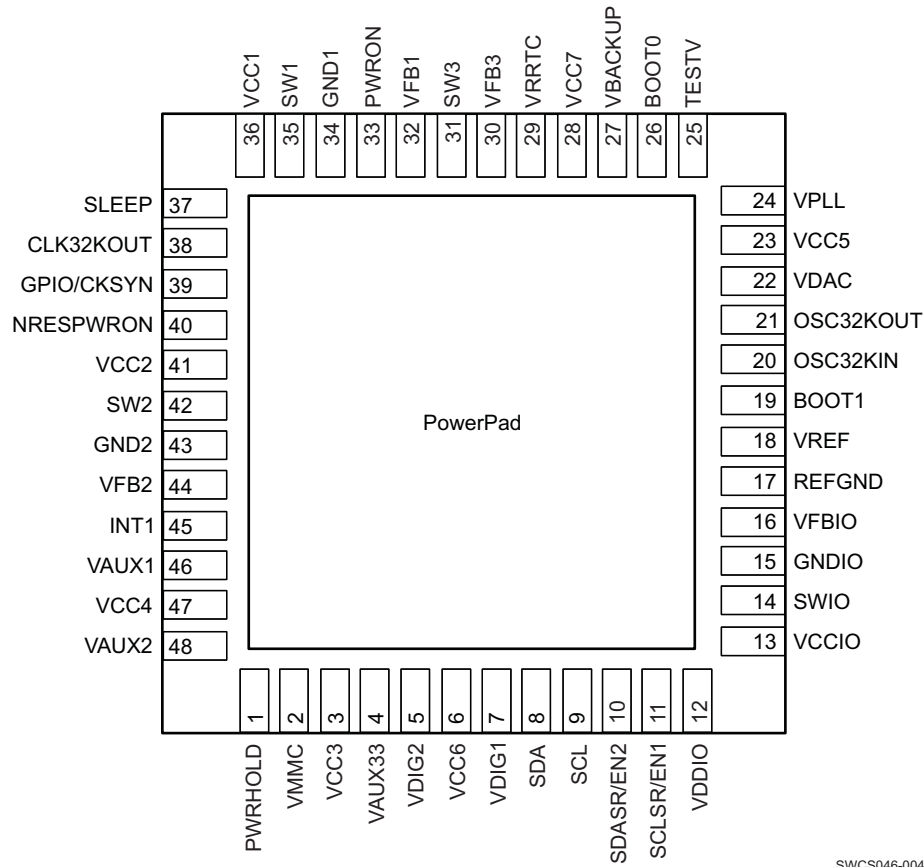 VCC1
SW1
GND1
PWRON
VFB1
SW3
VFB3
VRRTC
VCC7
VBACKUP
BOOT0
TESTV
36
35
34
33
32
31
30
29
28
27
26
25
SLEEP 37
CLK32KOUT 38
GPIO/CKSYN 39
NRESPWRON 40
VCC2 41
SW2 42
GND2 43
VFB2 44
INT1 45
VAUX1 46
VCC4 47
VAUX2 48
PowerPad
24 VPLL
23 VCC5
22 VDAC
21 OSC32KOUT
20 OSC32KIN
19 BOOT1
18 VREF
17 REFGND
16 VFBIO
15 GNDIO
14 SWIO
13 VCCIO
1
2
3
4
5
6
7
8
9
10
11
12
PWRHOLD
VMMC
VCC3
VAUX33
VDIG2
VCC6
VDIG1
SDA
SCL
SDASR/EN2
SCLSR/EN1
VDDIO
SWCS046-004